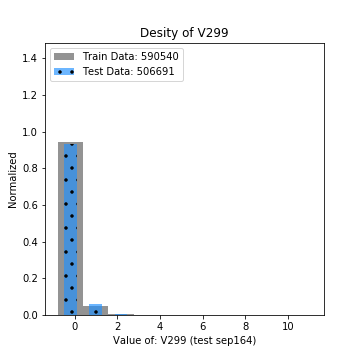 Desity of V299
Train Data: 590540
Test Data: 506691
1.4
1.2
1.0
0.8
0.6
0.4
0.2
0.0
Normalized
0 2 4 6 8 10
Value of: V299 (test sep164)